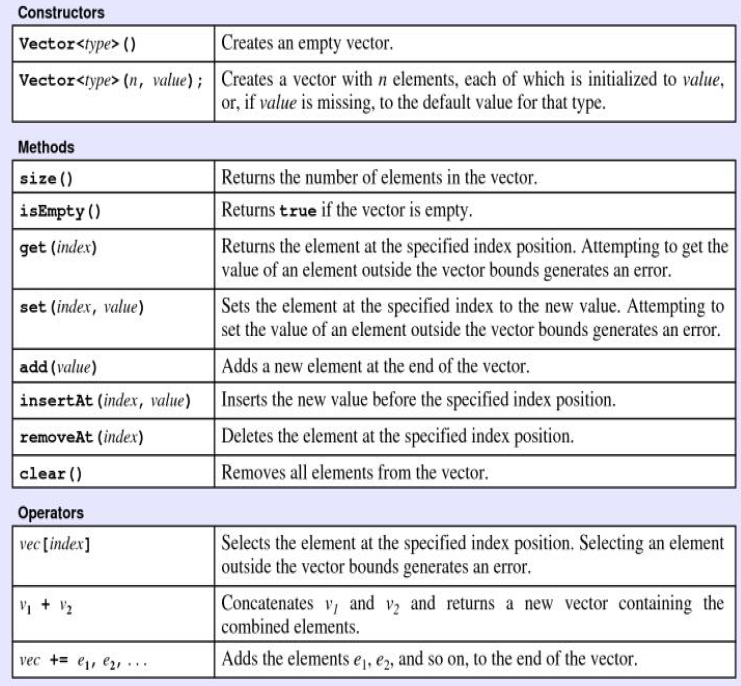 Constructors
Vector<type>() Creates an empty vector.
Vector<type>(n, value); Creates a vector with n elements, each of which is initialized to value,
or, if value is missing, to the default value for that type.
Methods
size() Returns the number of elements in the vector.
isEmpty() Returns true if the vector is empty.
get(index) Returns the element at the specified index position. Attempting to get the
value of an element outside the vector bounds generates an error.
set(index, value) Sets the element at the specified index to the new value. Attempting to
set the value of an element outside the vector bounds generates an error.
add(value) Adds a new element at the end of the vector.
insertAt(index, value) Inserts the new value before the specified index position.
removeAt(index) Deletes the element at the specified index position.
clear() Removes all elements from the vector.
Operators
vec[index] Selects the element at the specified index position. Selecting an element
outside the vector bounds generates an error.
v1 + v2 Concatenates v1 and v2 and returns a new vector containing the
combined elements.
vec += e1, e2, ... Adds the elements e1, e2, and so on, to the end of the vector.